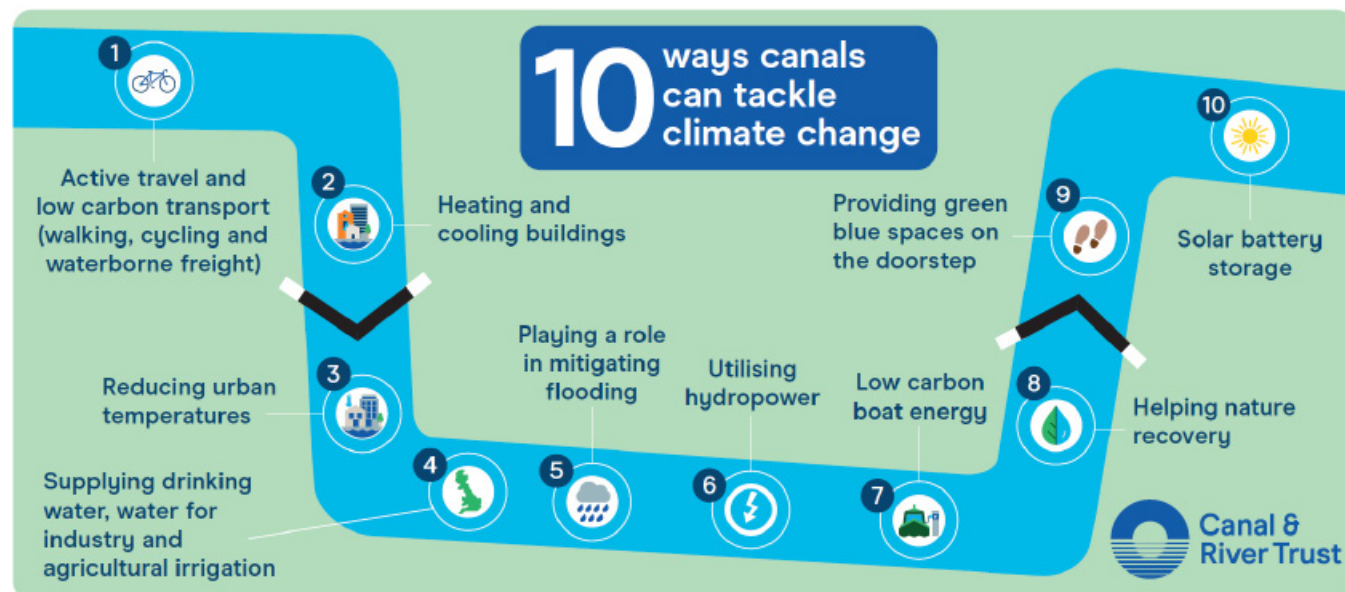 10 ways canals
can tackle
climate change
1
Active travel and
low carbon transport
(walking, cycling and
waterborne freight)
2
Heating and
cooling buildings
3
Reducing urban
temperatures
4
Supplying drinking
water, water for
industry and
agricultural irrigation
5
Playing a role
in mitigating
flooding
6
Utilising
hydropower
7
Low carbon
boat energy
8
Helping nature
recovery
9
Providing green
blue spaces on
the doorstep
10
Solar battery
storage
Canal &
River Trust